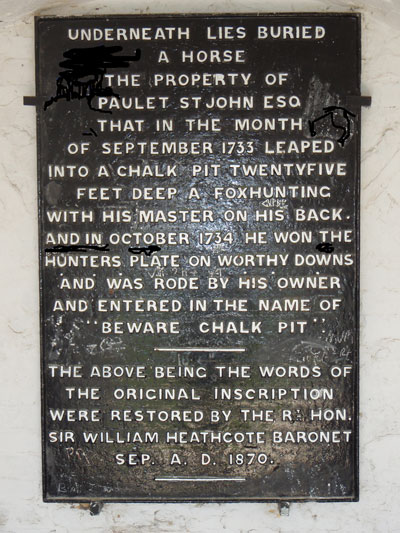 UNDERNEATH LIES BURIED
A HORSE
THE PROPERTY OF
PAULET ST JOHN ESQ
THAT IN THE MONTH
OF SEPTEMBER 1733 LEAPED
INTO A CHALK PIT TWENTYFIVE
FEET DEEP A FOXHUNTING
WITH HIS MASTER ON HIS BACK.
AND IN OCTOBER 1734 HE WON THE
HUNTERS PLATE ON WORTHY DOWNS
AND WAS RODE BY HIS OWNER
AND ENTERED IN THE NAME OF
"BEWARE CHALK PIT".
THE ABOVE BEING THE WORDS OF
THE ORIGINAL INSCRIPTION
WERE RESTORED BY THE RT. HON.
SIR WILLIAM HEATHCOTE BARONET
SEP. A. D. 1870.